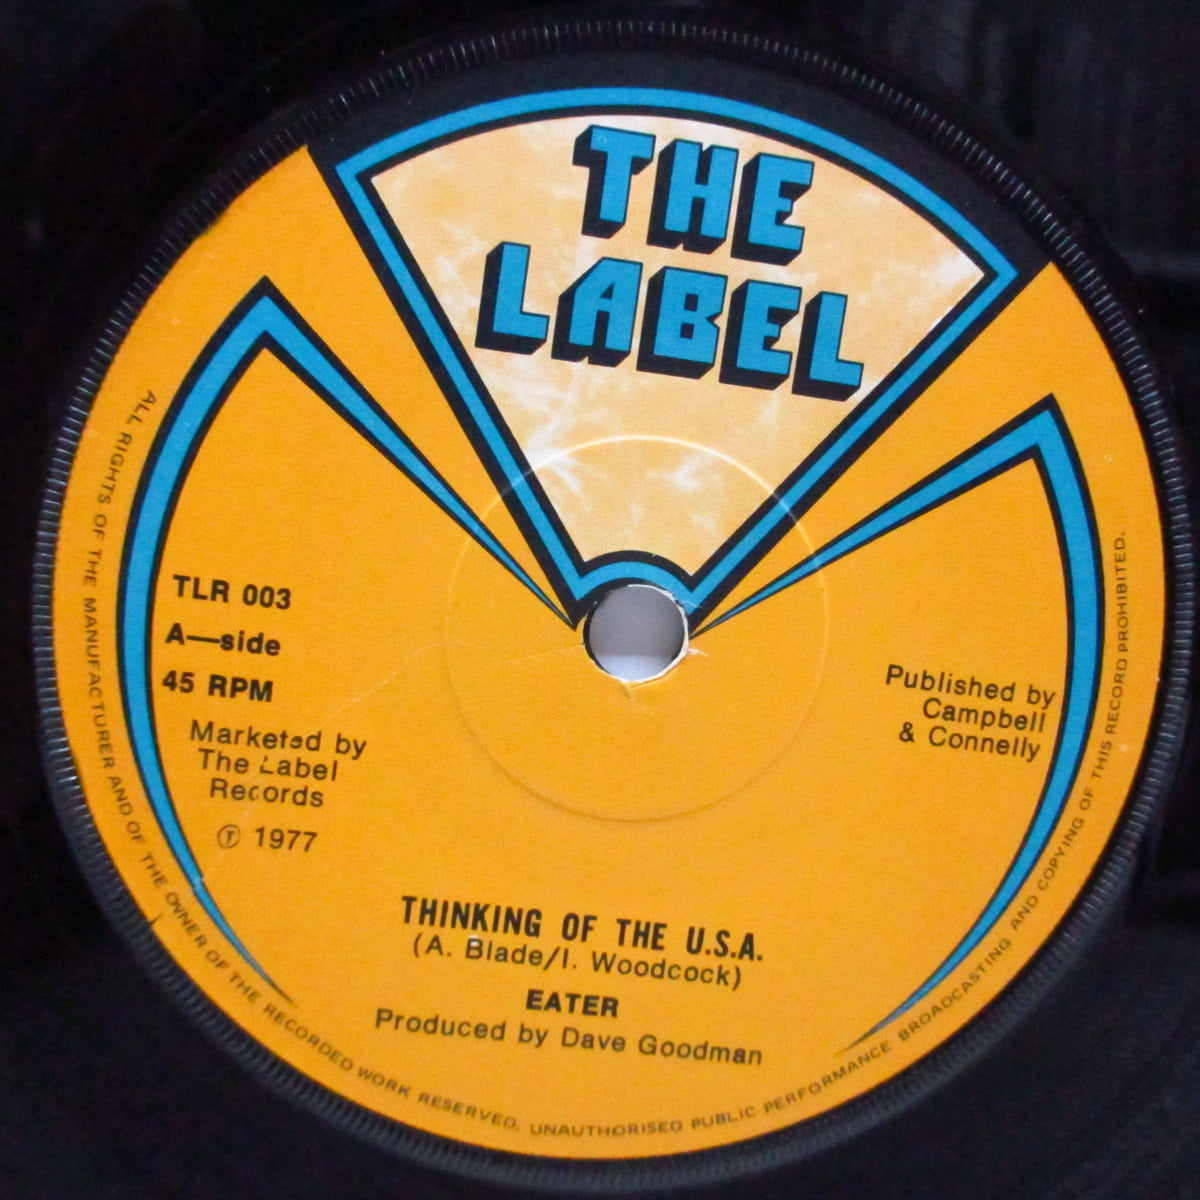 THE
LABEL
TLR 003
A—side
45 RPM
Marketed by
The Label
Records
Ⓟ 1977
Published by
Campbell
& Connelly
THINKING OF THE U.S.A.
(A. Blade/I. Woodcock)
EATER
Produced by Dave Goodman
ALL RIGHTS OF THE MANUFACTURER AND OF THE OWNER OF THE RECORDED WORK RESERVED. UNAUTHORISED PUBLIC PERFORMANCE BROADCASTING AND COPYING OF THIS RECORD PROHIBITED.